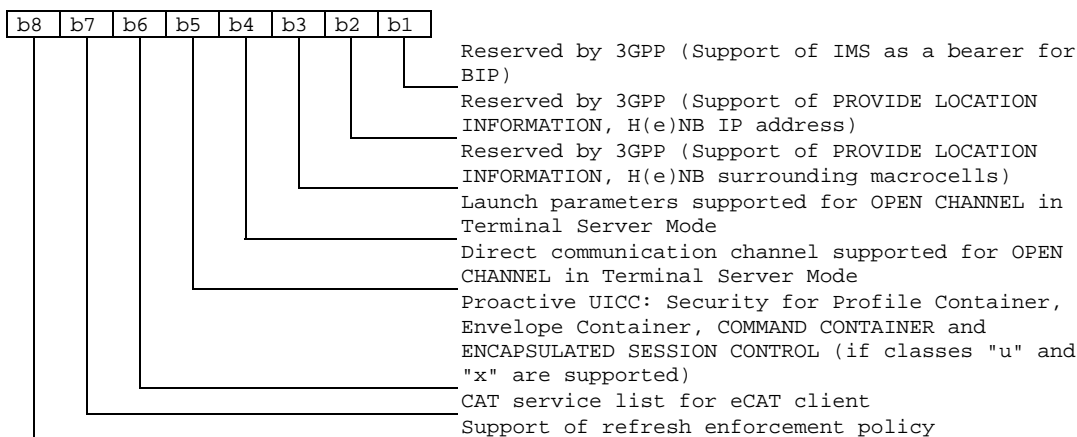 b8 b7 b6 b5 b4 b3 b2 b1
Reserved by 3GPP (Support of IMS as a bearer for
BIP)
Reserved by 3GPP (Support of PROVIDE LOCATION
INFORMATION, H(e)NB IP address)
Reserved by 3GPP (Support of PROVIDE LOCATION
INFORMATION, H(e)NB surrounding macrocells)
Launch parameters supported for OPEN CHANNEL in
Terminal Server Mode
Direct communication channel supported for OPEN
CHANNEL in Terminal Server Mode
Proactive UICC: Security for Profile Container,
Envelope Container, COMMAND CONTAINER and
ENCAPSULATED SESSION CONTROL (if classes "u" and
"x" are supported)
CAT service list for eCAT client
Support of refresh enforcement policy